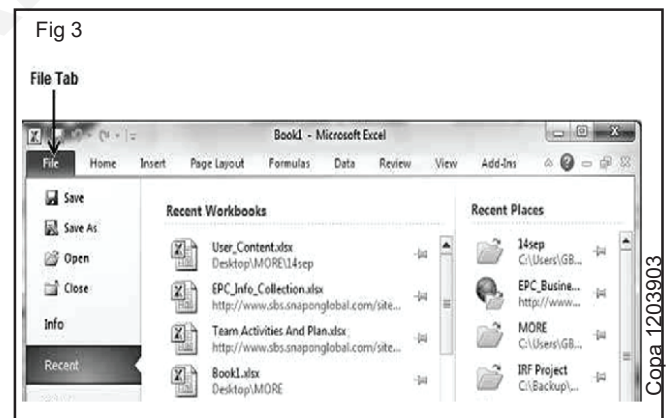 Fig 3
File Tab
Book1 - Microsoft Excel
File Home Insert Page Layout Formulas Data Review View Add-Ins
Save
Save As
Open
Close
Info
Recent
Recent Workbooks
User_Content.xlsx
Desktop\MORE\14sep
EPC_Info_Collection.xlsx
http://www.sbs.snaponglobal.com/site...
Team Activities And Plan.xlsx
http://www.sbs.snaponglobal.com/site...
Book1.xlsx
Desktop\MORE
Recent Places
14sep
C:\Users\GB...
EPC_Busine...
http://www...
MORE
C:\Users\GB...
IRF Project
C:\Backup\...
Copa 1203903